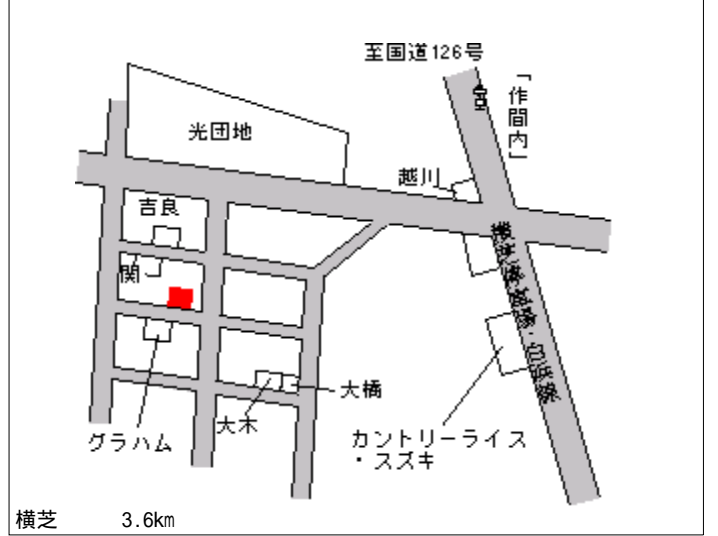 至国道126号
「作間内」
光団地
越川
吉良
関
大橋
大木
グラハム
カントリーライス
・スズキ
横芝 3.6km